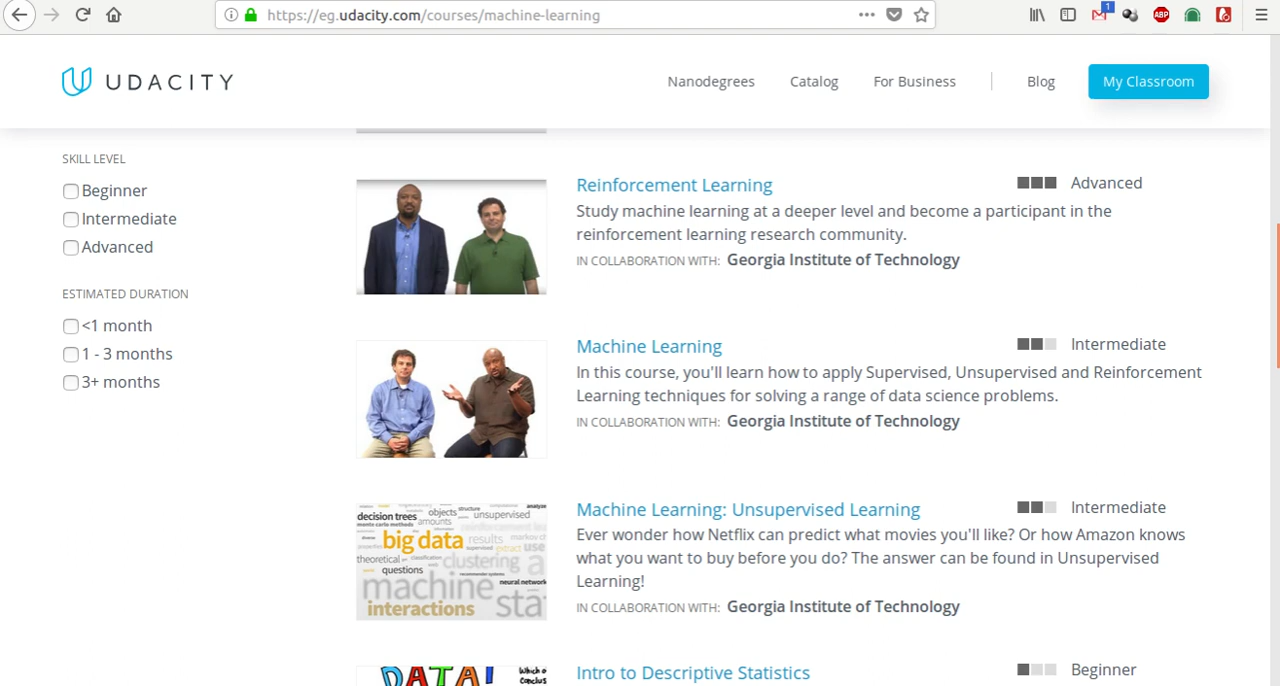 https://eg.udacity.com/courses/machine-learning
1
ABP
UDACITY
Nanodegrees Catalog For Business Blog My Classroom
SKILL LEVEL
Beginner
Intermediate
Advanced
ESTIMATED DURATION
<1 month
1 - 3 months
3+ months
Reinforcement Learning
Advanced
Study machine learning at a deeper level and become a participant in the
reinforcement learning research community.
IN COLLABORATION WITH: Georgia Institute of Technology
Machine Learning
Intermediate
In this course, you'll learn how to apply Supervised, Unsupervised and Reinforcement
Learning techniques for solving a range of data science problems.
IN COLLABORATION WITH: Georgia Institute of Technology
decision trees objects structure analyze
monte carlo methods amounts unsupervised
big data results
supervised extract use
theoretical classification clustering
questions recommender systems
machine neural network
interactions sta
Machine Learning: Unsupervised Learning
Intermediate
Ever wonder how Netflix can predict what movies you'll like? Or how Amazon knows
what you want to buy before you do? The answer can be found in Unsupervised
Learning!
IN COLLABORATION WITH: Georgia Institute of Technology
DATA! Which o
Conclus
Intro to Descriptive Statistics
Beginner